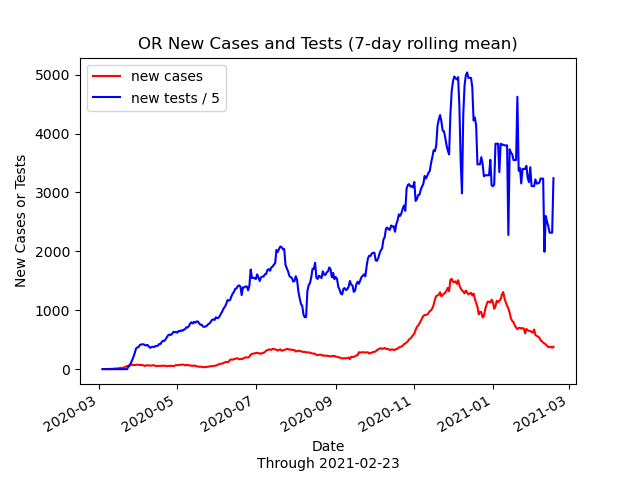 OR New Cases and Tests (7-day rolling mean)
new cases
new tests / 5
5000
4000
3000
2000
1000
0
New Cases or Tests
2020-03
2020-05
2020-07
2020-09
2020-11
2021-01
2021-03
Date
Through 2021-02-23